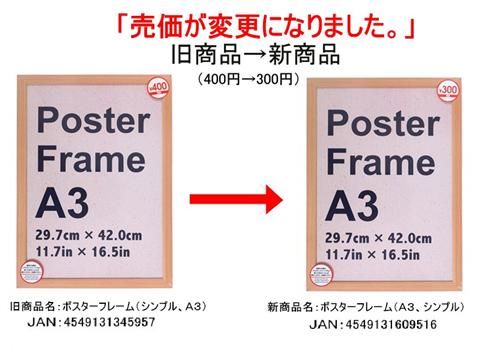 「売価が変更になりました。」
旧商品→新商品
（400円→300円）
¥400
Poster
Frame
A3
29.7cm × 42.0cm
11.7in × 16.5in
¥300
Poster
Frame
A3
29.7cm × 42.0cm
11.7in × 16.5in
旧商品名：ポスターフレーム（シンプル、A3）
JAN：4549131345957
新商品名：ポスターフレーム（A3、シンプル）
JAN：4549131609516